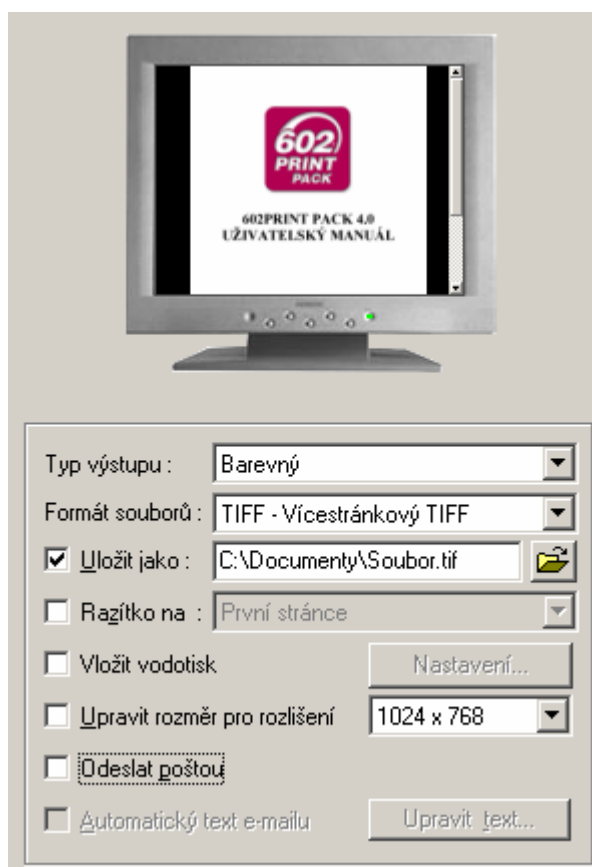 602
PRINT
PACK
602PRINT PACK 4.0
UŽIVATELSKÝ MANUÁL
Typ výstupu : Barevný
Formát souborů : TIFF - Vícestránkový TIFF
Uložit jako : C:\Documenty\Soubor.tif
Razítko na : První stránce
Vložit vodotisk Nastavení...
Upravit rozměr pro rozlišení 1024 x 768
Odeslat poštou
Automatický text e-mailu Upravit text...